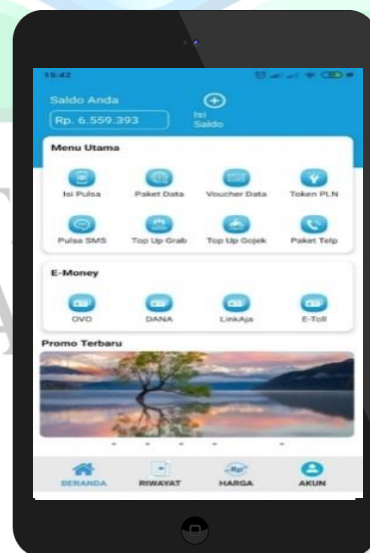 15:42
Saldo Anda
Rp. 6.559.393
Isi
Saldo
Menu Utama
Isi Pulsa Paket Data Voucher Data Token PLN
Pulsa SMS Top Up Grab Top Up Gojek Paket Telp
E-Money
OVO DANA LinkAja E-Toll
Promo Terbaru
Rp
BERANDA RIWAYAT HARGA AKUN